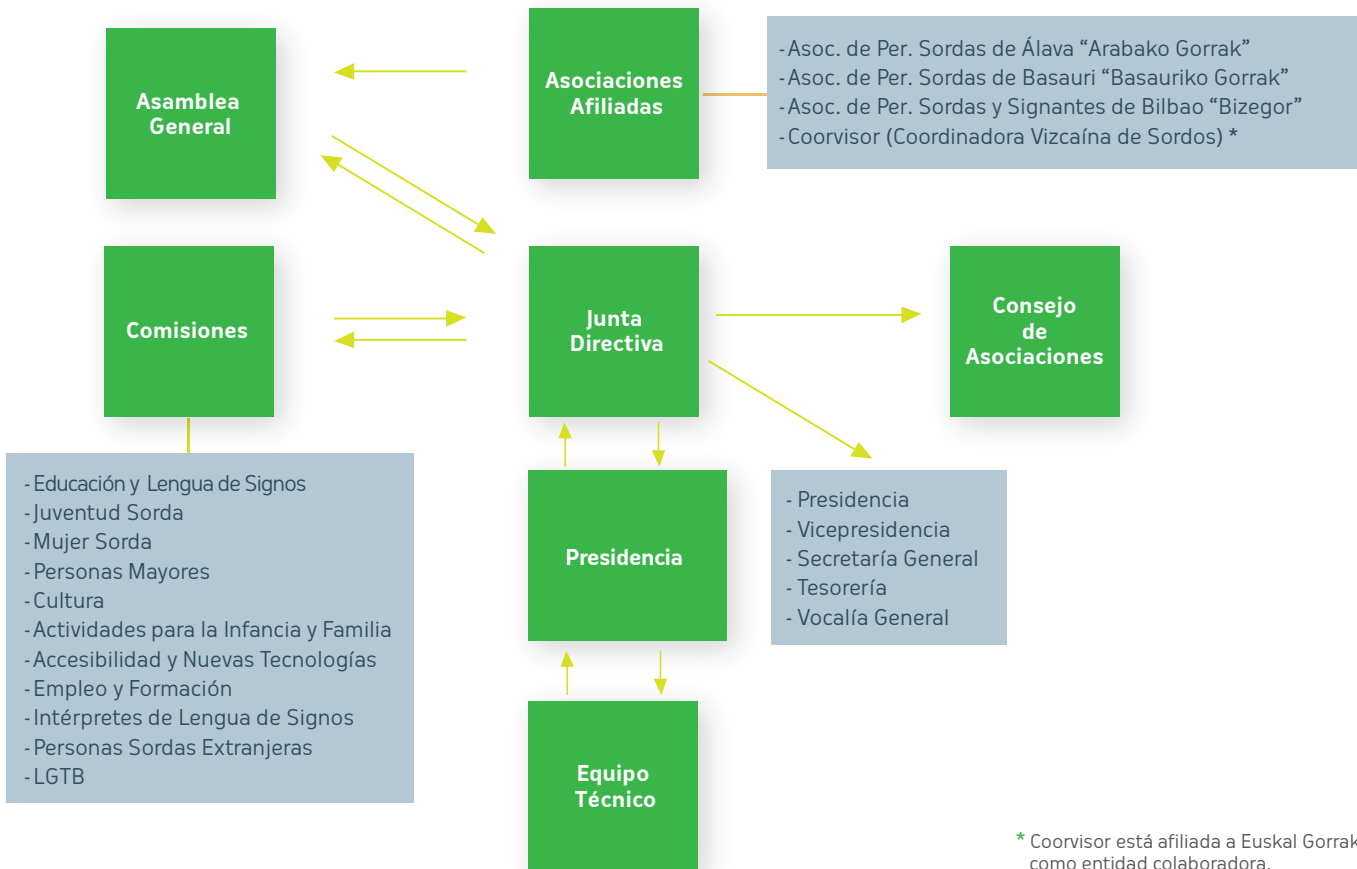 Asamblea
General
Asociaciones
Afiliadas
-Asoc. de Per. Sordas de Álava “Arabako Gorrak”
-Asoc. de Per. Sordas de Basauri “Basauriko Gorrak”
-Asoc. de Per. Sordas y Signantes de Bilbao “Bizegor”
-Coorvisor (Coordinadora Vizcaína de Sordos) *
Comisiones
Junta
Directiva
Consejo
de
Asociaciones
-Educación y Lengua de Signos
-Juventud Sorda
-Mujer Sorda
-Personas Mayores
-Cultura
-Actividades para la Infancia y Familia
-Accesibilidad y Nuevas Tecnologías
-Empleo y Formación
-Intérpretes de Lengua de Signos
-Personas Sordas Extranjeras
-LGTB
Presidencia
- Presidencia
- Vicepresidencia
- Secretaría General
- Tesorería
- Vocalía General
Equipo
Técnico
* Coorvisor está afiliada a Euskal Gorrak
como entidad colaboradora.